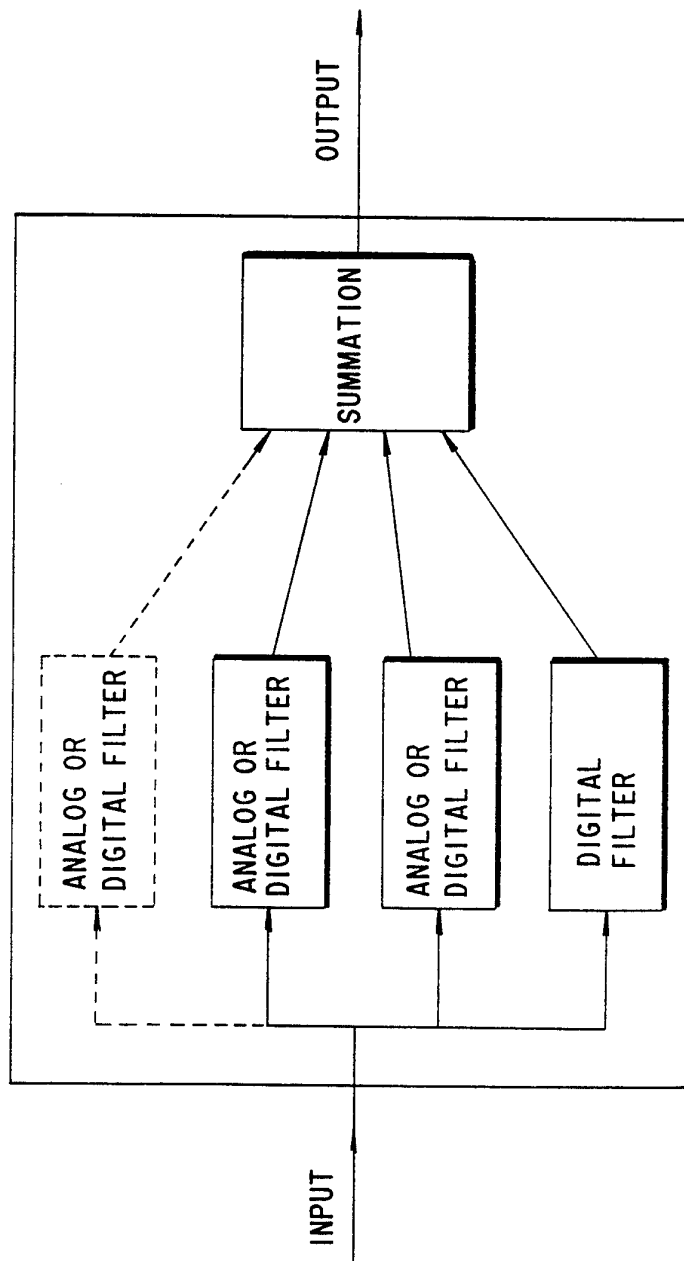 INPUT
ANALOG OR
DIGITAL FILTER
ANALOG OR
DIGITAL FILTER
ANALOG OR
DIGITAL FILTER
DIGITAL
FILTER
SUMMATION
OUTPUT